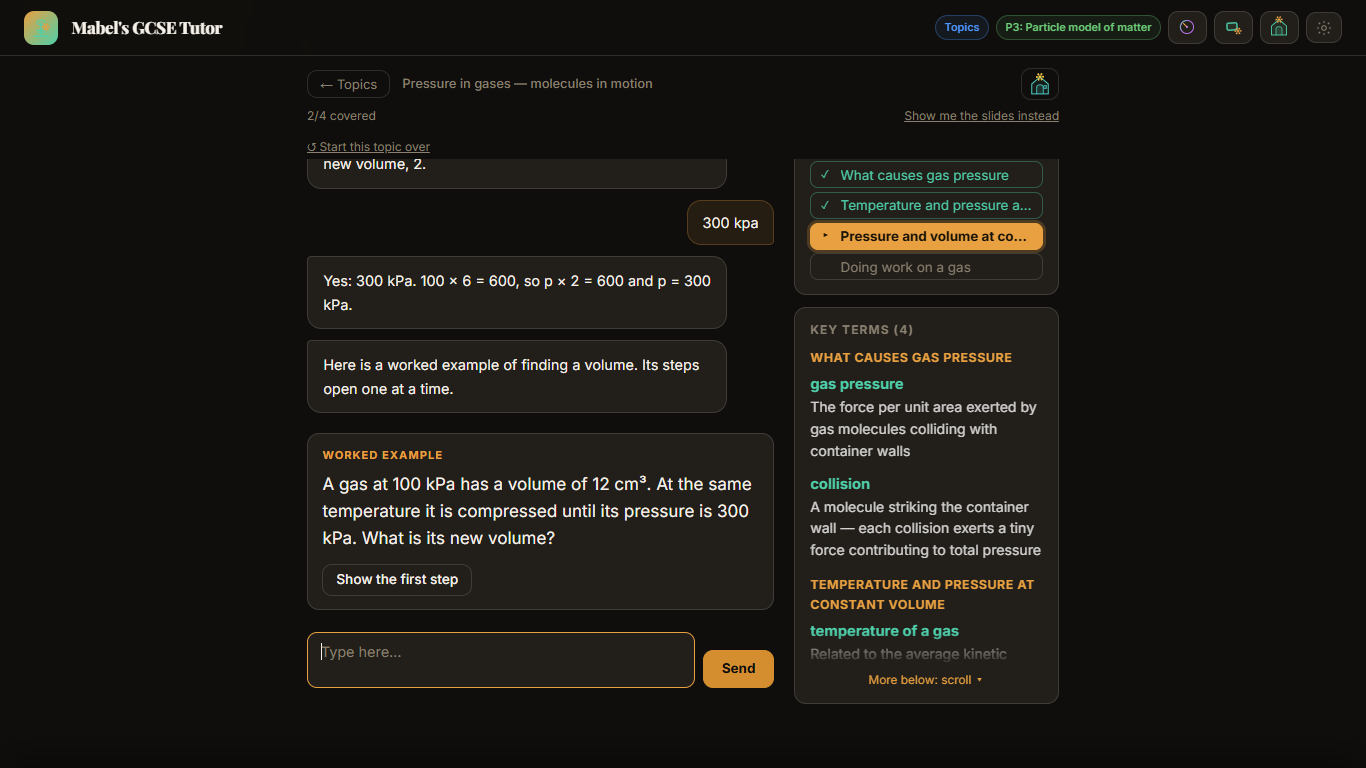 Mabel's GCSE Tutor
Topics
P3: Particle model of matter
← Topics
Pressure in gases — molecules in motion
2/4 covered
Show me the slides instead
↺ Start this topic over
new volume, 2.
300 kpa
Yes: 300 kPa. 100 × 6 = 600, so p × 2 = 600 and p = 300
kPa.
Here is a worked example of finding a volume. Its steps
open one at a time.
WORKED EXAMPLE
A gas at 100 kPa has a volume of 12 cm³. At the same
temperature it is compressed until its pressure is 300
kPa. What is its new volume?
Show the first step
Type here...
Send
✓ What causes gas pressure
✓ Temperature and pressure a...
▸ Pressure and volume at co...
Doing work on a gas
KEY TERMS (4)
WHAT CAUSES GAS PRESSURE
gas pressure
The force per unit area exerted by
gas molecules colliding with
container walls
collision
A molecule striking the container
wall — each collision exerts a tiny
force contributing to total pressure
TEMPERATURE AND PRESSURE AT
CONSTANT VOLUME
temperature of a gas
Related to the average kinetic
More below: scroll ▾